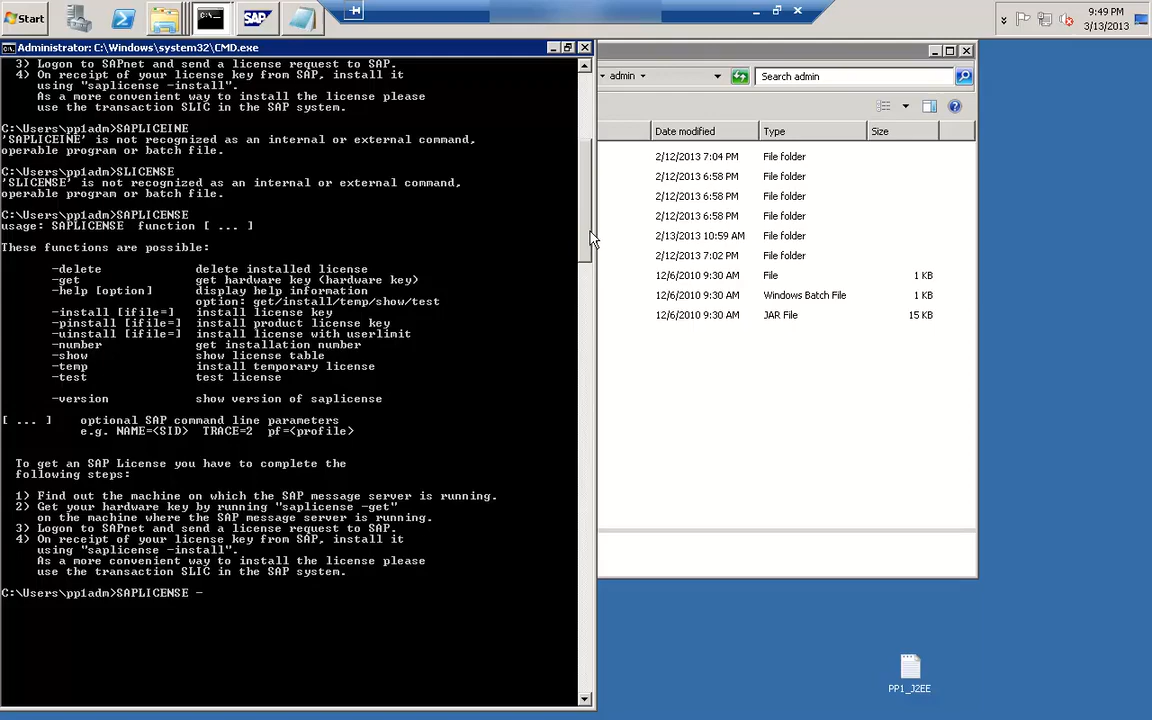 Start
SAP
9:49 PM
3/13/2013
Administrator: C:\Windows\system32\CMD.exe
3) Logon to SAPnet and send a license request to SAP.
4) On receipt of your license key from SAP, install it
using "saplicense -install".
As a more convenient way to install the license please
use the transaction SLIC in the SAP system.
C:\Users\pp1adm>SAPLICEINE
'SAPLICEINE' is not recognized as an internal or external command,
operable program or batch file.
C:\Users\pp1adm>SLICENSE
'SLICENSE' is not recognized as an internal or external command,
operable program or batch file.
C:\Users\pp1adm>SAPLICENSE
usage: SAPLICENSE function [ ... ]
These functions are possible:
-delete delete installed license
-get get hardware key (hardware key)
-help [option] display help information
option: get/install/temp/show/test
-install [ifile=] install license key
-pinstall [ifile=] install product license key
-uinstall [ifile=] install license with userlimit
-number get installation number
-show show license table
-temp install temporary license
-test test license
-version show version of saplicense
[ ... ] optional SAP command line parameters
e.g. NAME=<SID> TRACE=2 pf=<profile>
To get an SAP License you have to complete the
following steps:
1) Find out the machine on which the SAP message server is running.
2) Get your hardware key by running "saplicense -get"
on the machine where the SAP message server is running.
3) Logon to SAPnet and send a license request to SAP.
4) On receipt of your license key from SAP, install it
using "saplicense -install".
As a more convenient way to install the license please
use the transaction SLIC in the SAP system.
C:\Users\pp1adm>SAPLICENSE -
admin
Search admin
Date modified Type Size
2/12/2013 7:04 PM File folder
2/12/2013 6:58 PM File folder
2/12/2013 6:58 PM File folder
2/12/2013 6:58 PM File folder
2/13/2013 10:59 AM File folder
2/12/2013 7:02 PM File folder
12/6/2010 9:30 AM File 1 KB
12/6/2010 9:30 AM Windows Batch File 1 KB
12/6/2010 9:30 AM JAR File 15 KB
PP1_J2EE